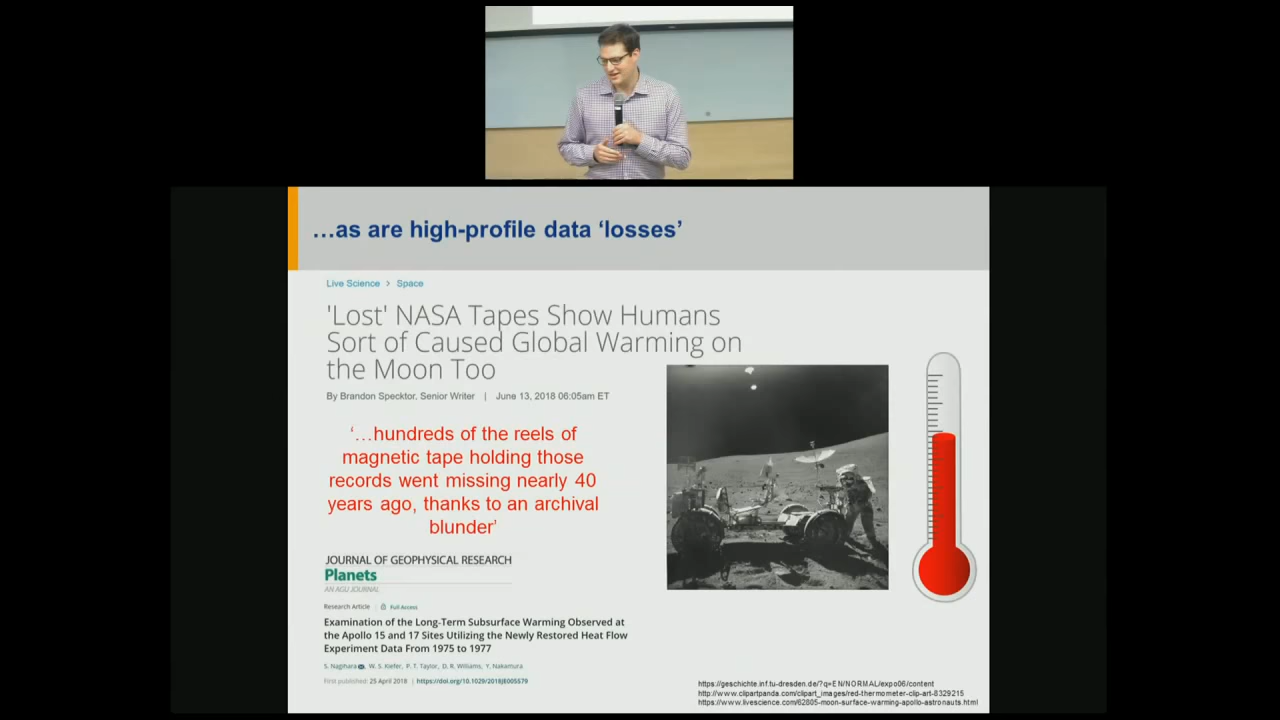 …as are high-profile data ‘losses’
Live Science > Space
'Lost' NASA Tapes Show Humans
Sort of Caused Global Warming on
the Moon Too
By Brandon Specktor, Senior Writer | June 13, 2018 06:05am ET
‘…hundreds of the reels of
magnetic tape holding those
records went missing nearly 40
years ago, thanks to an archival
blunder’
JOURNAL OF GEOPHYSICAL RESEARCH
Planets
AN AGU JOURNAL
Research Article | Full Access
Examination of the Long-Term Subsurface Warming Observed at
the Apollo 15 and 17 Sites Utilizing the Newly Restored Heat Flow
Experiment Data From 1975 to 1977
S. Nagihara, W. S. Kiefer, P. T. Taylor, D. R. Williams, Y. Nakamura
First published: 25 April 2018 | https://doi.org/10.1029/2018JE005579
https://geschichte.inf.tu-dresden.de/?q=EN/NORMAL/expo06/content
http://www.clipartpanda.com/clipart_images/red-thermometer-clip-art-8329215
https://www.livescience.com/62805-moon-surface-warming-apollo-astronauts.html